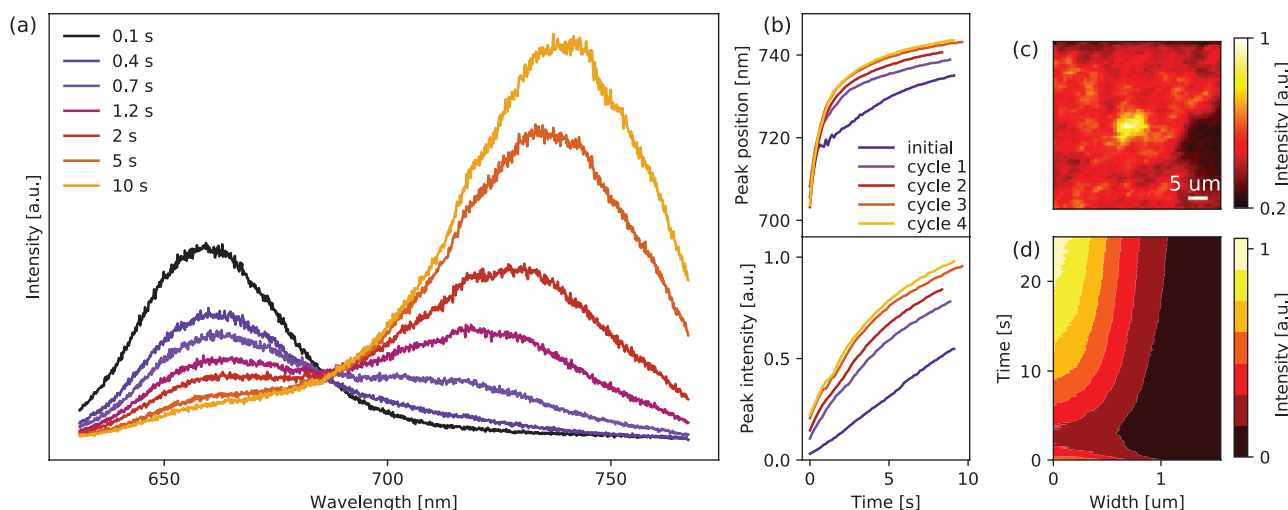 (a)
0.1 s
0.4 s
0.7 s
1.2 s
2 s
5 s
10 s
Intensity [a.u.]
650
700
750
Wavelength [nm]
(b)
740
720
700
Peak position [nm]
initial
cycle 1
cycle 2
cycle 3
cycle 4
1.0
0.5
0.0
Peak intensity [a.u.]
0
5
10
Time [s]
(c)
5 um
1
0.2
Intensity [a.u.]
(d)
20
10
0
Time [s]
0
1
Width [um]
1
0
Intensity [a.u.]